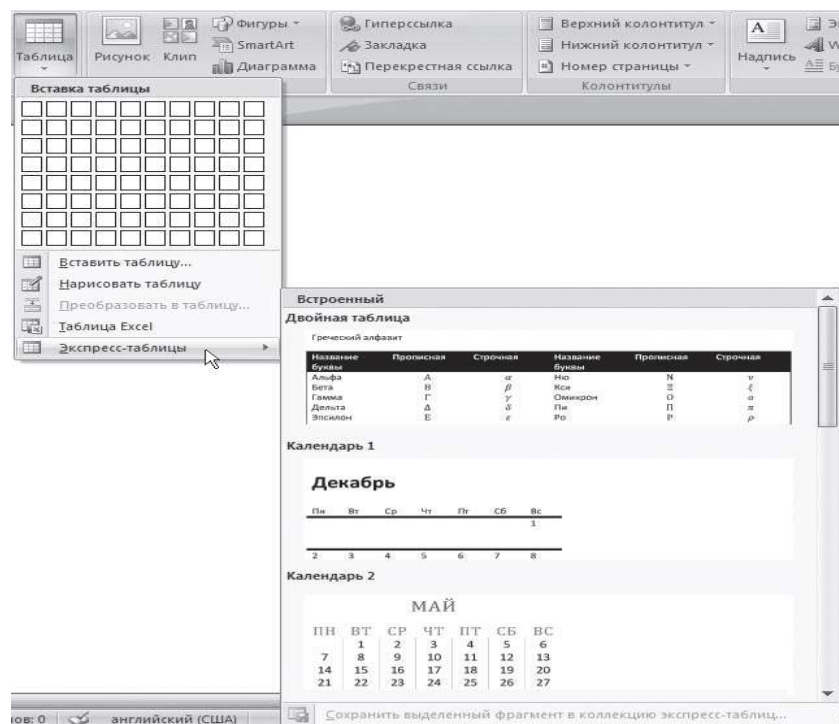 Таблица
Рисунок
Клип
Фигуры
SmartArt
Диаграмма
Гиперссылка
Закладка
Перекрестная ссылка
Связи
Верхний колонтитул
Нижний колонтитул
Номер страницы
Колонтитулы
A
Надпись
Вставка таблицы
Вставить таблицу...
Нарисовать таблицу
Преобразовать в таблицу...
Таблица Excel
Экспресс-таблицы
Встроенный
Двойная таблица
Греческий алфавит
Название буквы Прописная Строчная Название буквы Прописная Строчная
Альфа Α α Ню Ν ν
Бета Β β Кси Ξ ξ
Гамма Γ γ Омикрон Ο ο
Дельта Δ δ Пи Π π
Эпсилон Ε ε Ро Ρ ρ
Календарь 1
Декабрь
Пн Вт Ср Чт Пт Сб Вс
1
2 3 4 5 6 7 8
Календарь 2
МАЙ
ПН ВТ СР ЧТ ПТ СБ ВС
1 2 3 4 5 6
7 8 9 10 11 12 13
14 15 16 17 18 19 20
21 22 23 24 25 26 27
Сохранить выделенный фрагмент в коллекцию экспресс-таблиц...
нов: 0 английский (США)